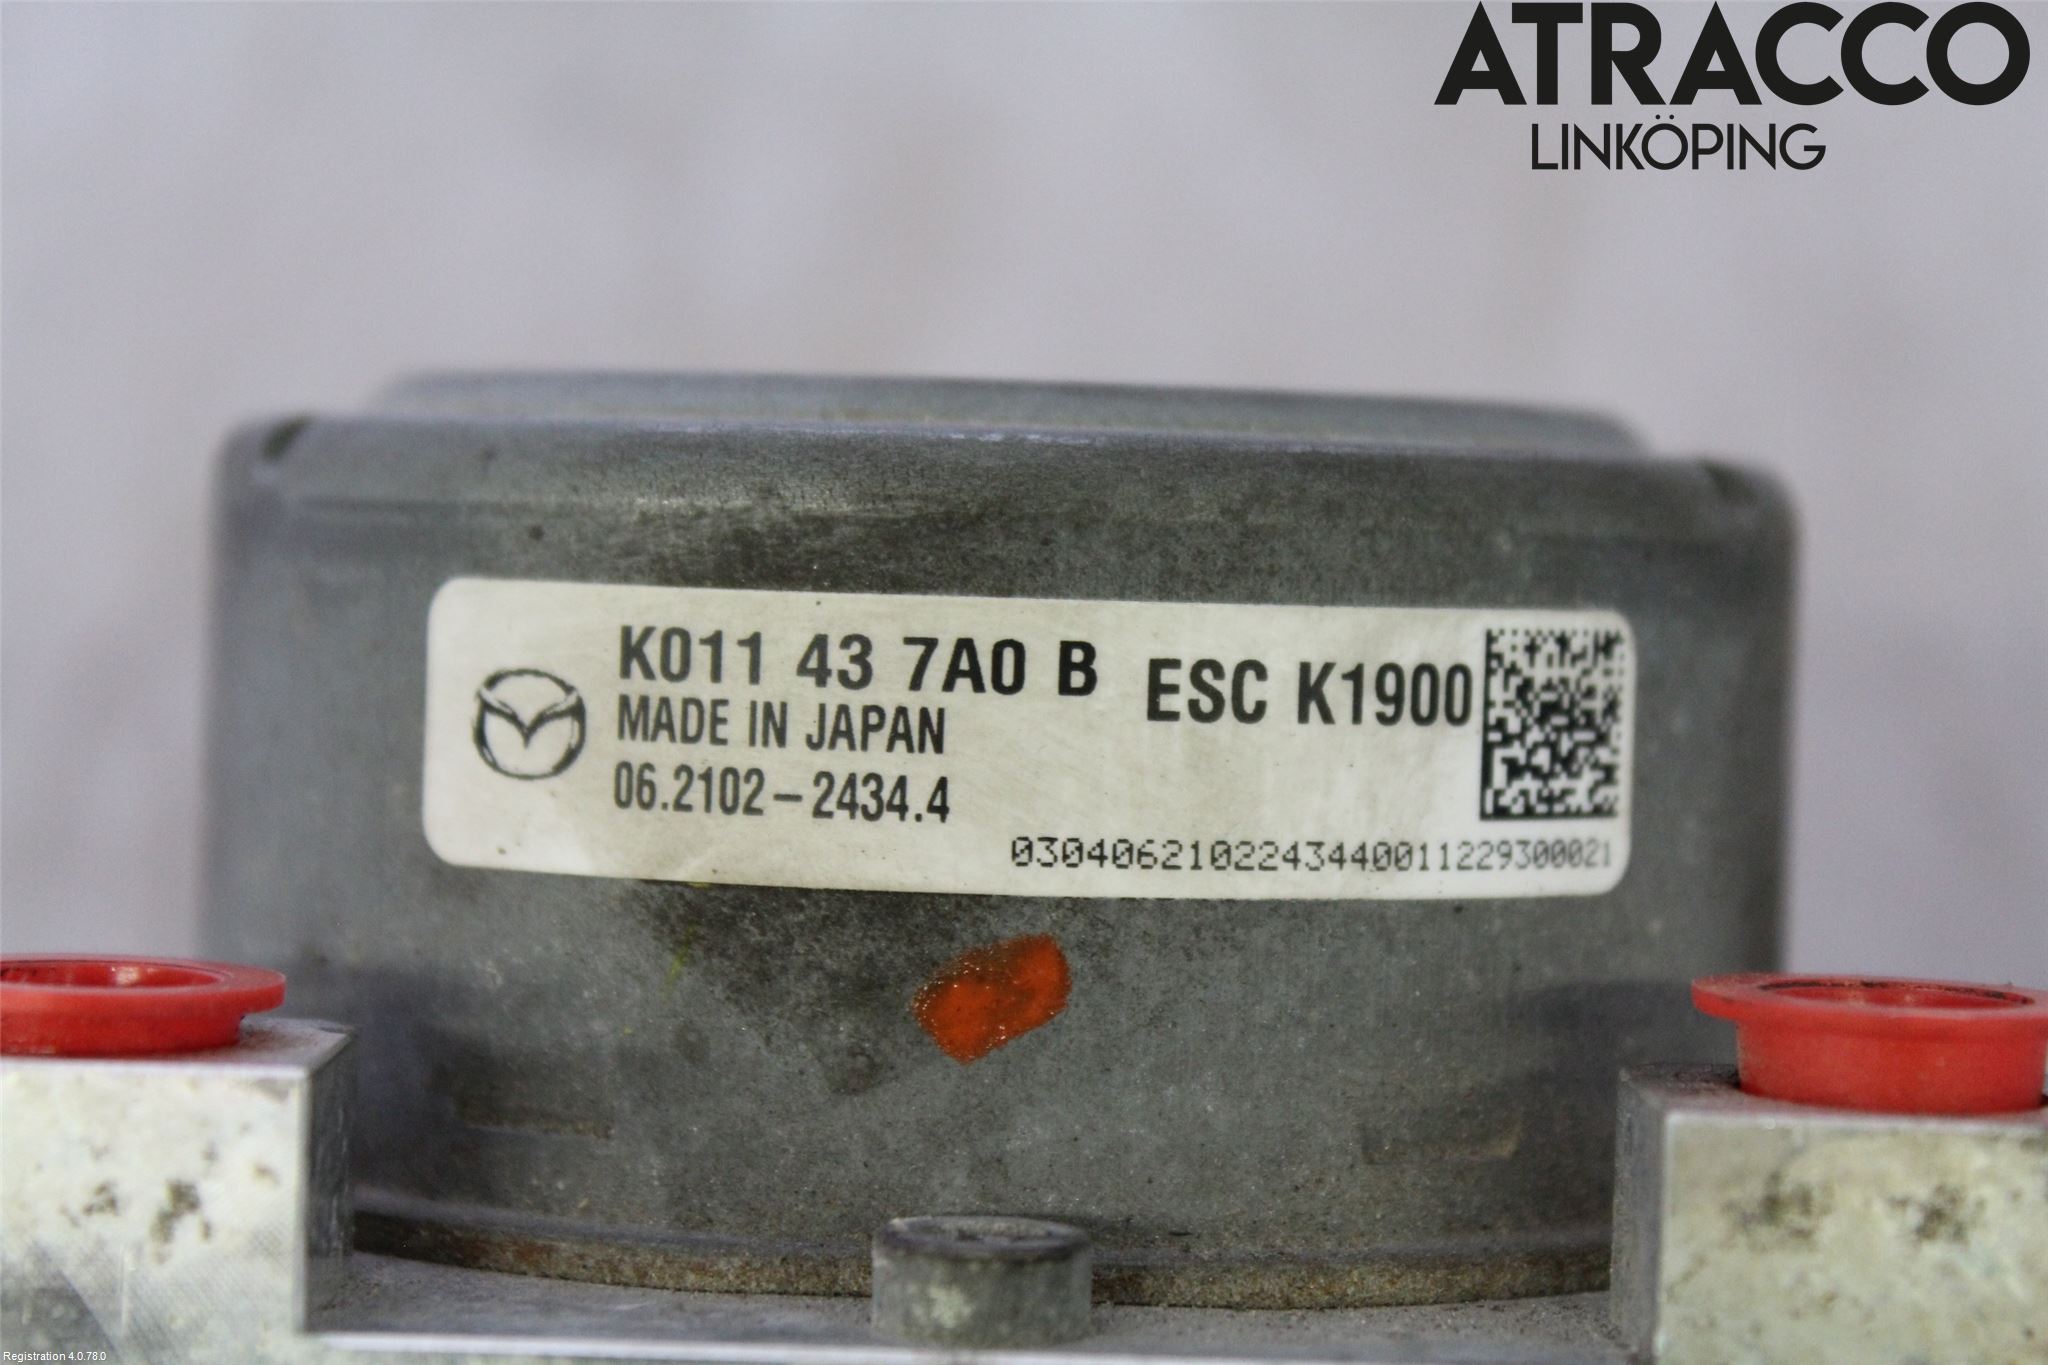 ATRACCO
LINKÖPING
K011 43 7A0 B ESC K1900
MADE IN JAPAN
06.2102-2434.4
0304062102243440011229300021
Registration 4.0.78.0